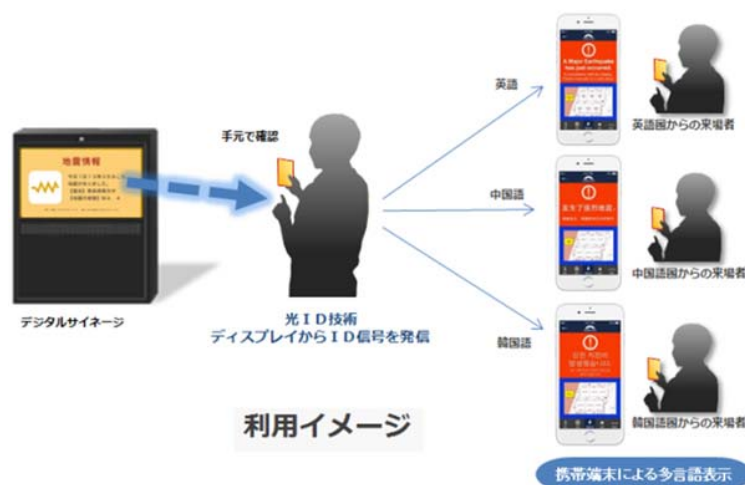 地震情報
デジタルサイネージ
手元で確認
光ID技術
ディスプレイからID信号を発信
利用イメージ
英語
A Major Earthquake
has just occurred.
英語圏からの来場者
中国語
中国語圏からの来場者
韓国語
韓国語圏からの来場者
携帯端末による多言語表示